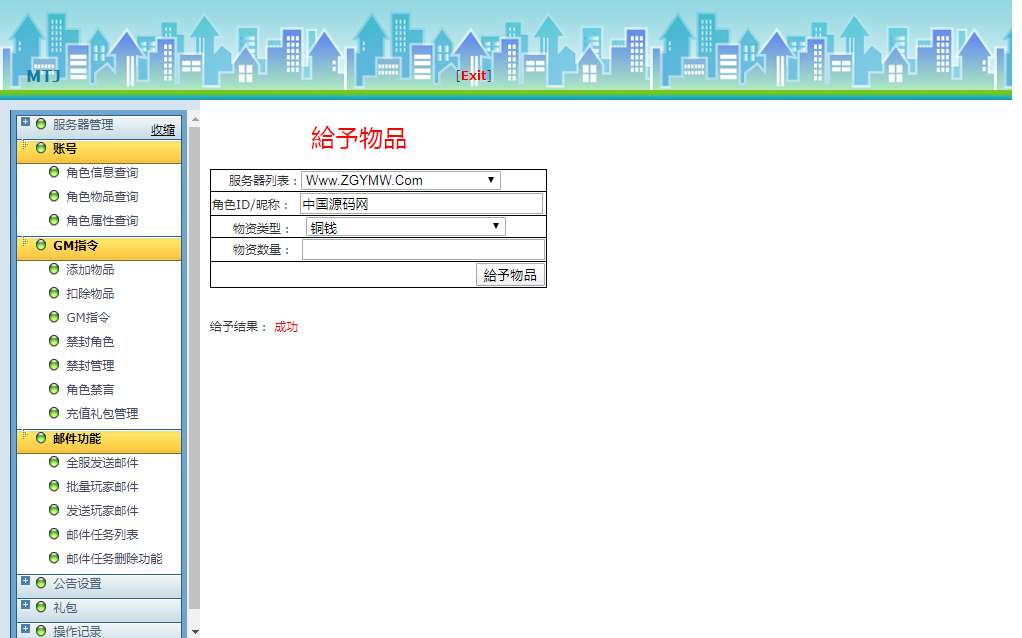 MTJ
[Exit]
服务器管理
收缩
账号
角色信息查询
角色物品查询
角色属性查询
GM指令
添加物品
扣除物品
GM指令
禁封角色
禁封管理
角色禁言
充值礼包管理
邮件功能
全服发送邮件
批量玩家邮件
发送玩家邮件
邮件任务列表
邮件任务删除功能
公告设置
礼包
操作记录
給予物品
服务器列表： Www.ZGYMW.Com
角色ID/昵称： 中国源码网
物资类型： 铜钱
物资数量：
給予物品
给予结果： 成功